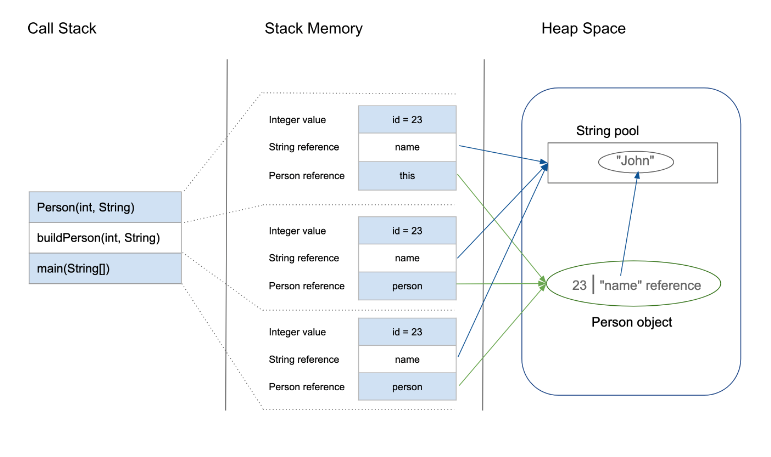 Call Stack
Stack Memory
Heap Space
Person(int, String)
buildPerson(int, String)
main(String[])
Integer value
id = 23
String reference
name
Person reference
this
Integer value
id = 23
String reference
name
Person reference
person
Integer value
id = 23
String reference
name
Person reference
person
String pool
"John"
23 | "name" reference
Person object